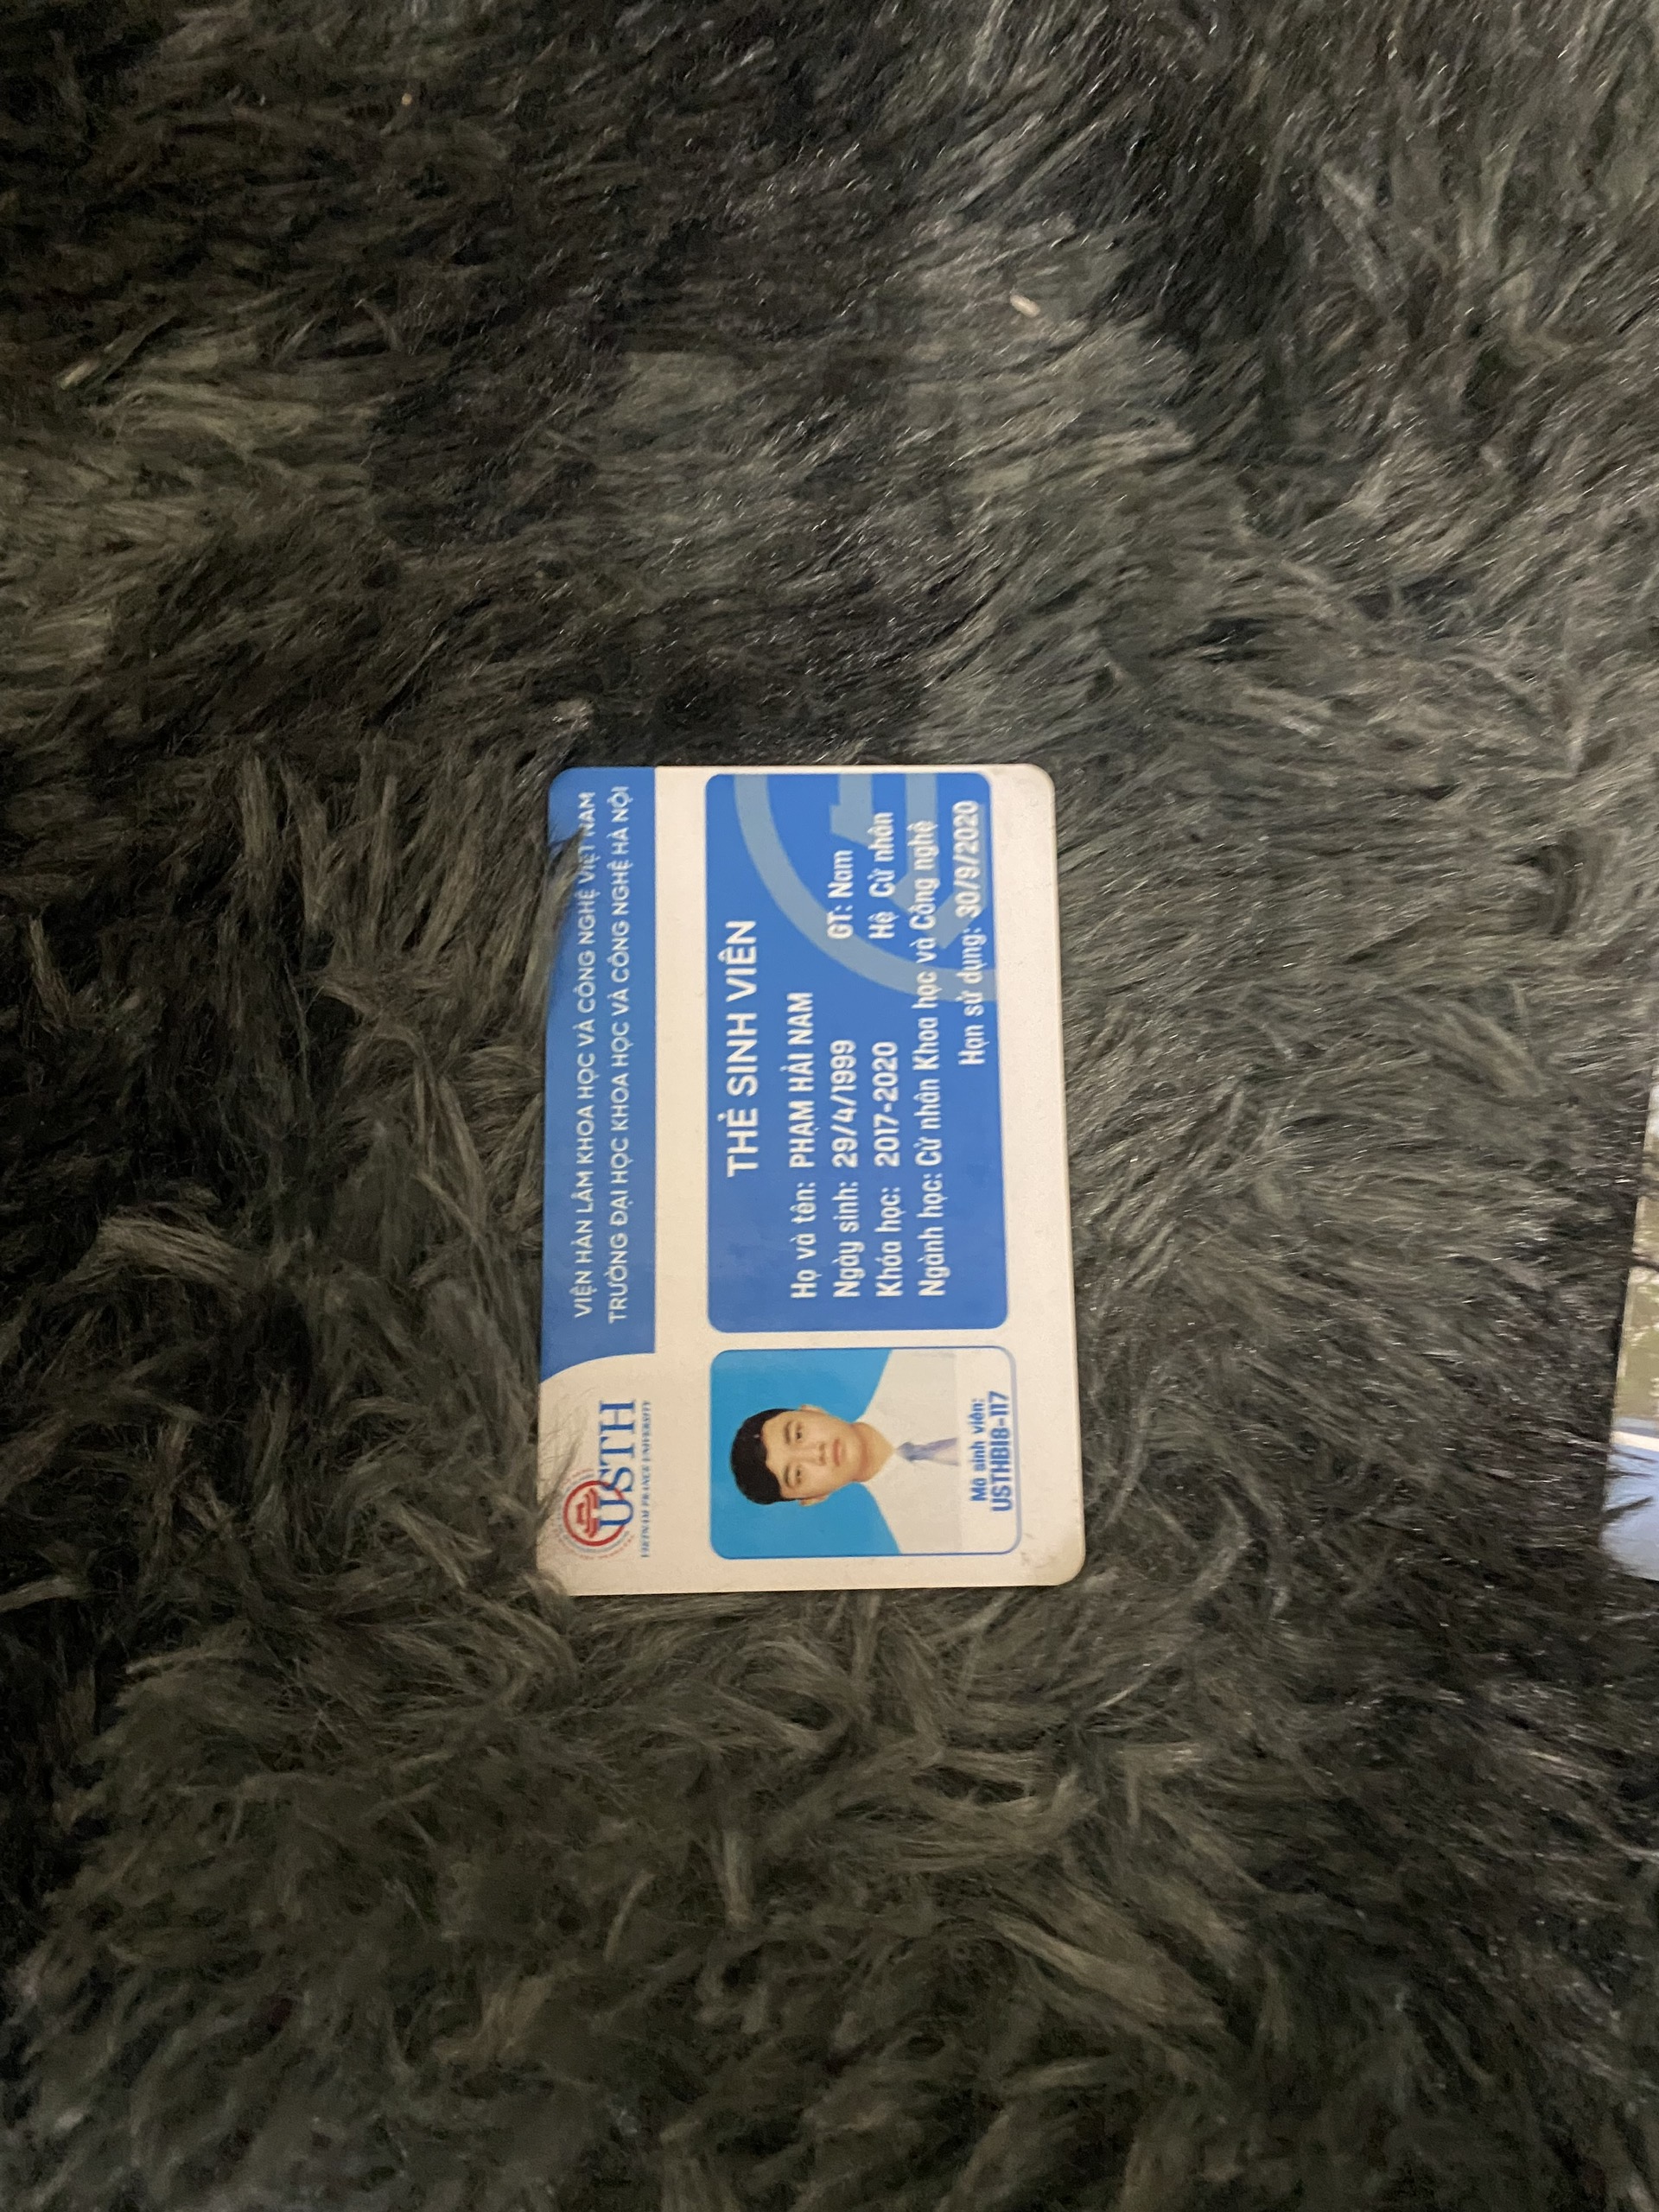 USTH
VIETNAM FRANCE UNIVERSITY
VIỆN HÀN LÂM KHOA HỌC VÀ CÔNG NGHỆ VIỆT NAM
TRƯỜNG ĐẠI HỌC KHOA HỌC VÀ CÔNG NGHỆ HÀ NỘI
THẺ SINH VIÊN
Họ và tên: PHẠM HẢI NAM
Ngày sinh: 29/4/1999 GT: Nam
Khóa học: 2017-2020 Hệ Cử nhân
Ngành học: Cử nhân Khoa học và Công nghệ
Hạn sử dụng: 30/9/2020
Mã sinh viên:
USTHBI8-117